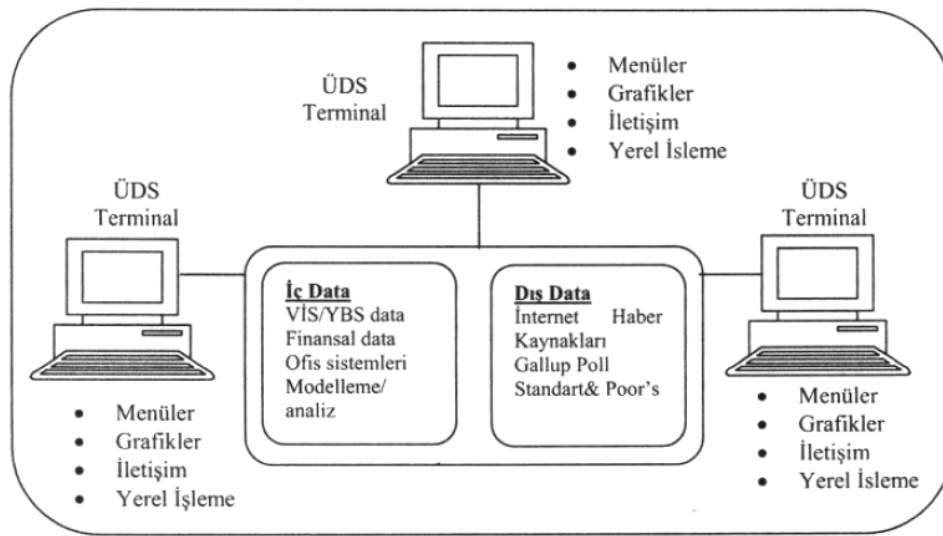 ÜDS
Terminal
• Menüler
• Grafikler
• İletişim
• Yerel İsleme
ÜDS
Terminal
• Menüler
• Grafikler
• İletişim
• Yerel İşleme
İç Data
VİS/YBS data
Finansal data
Ofis sistemleri
Modelleme/
analiz
Dış Data
İnternet Haber
Kaynakları
Gallup Poll
Standart& Poor's
ÜDS
Terminal
• Menüler
• Grafikler
• İletişim
• Yerel İsleme